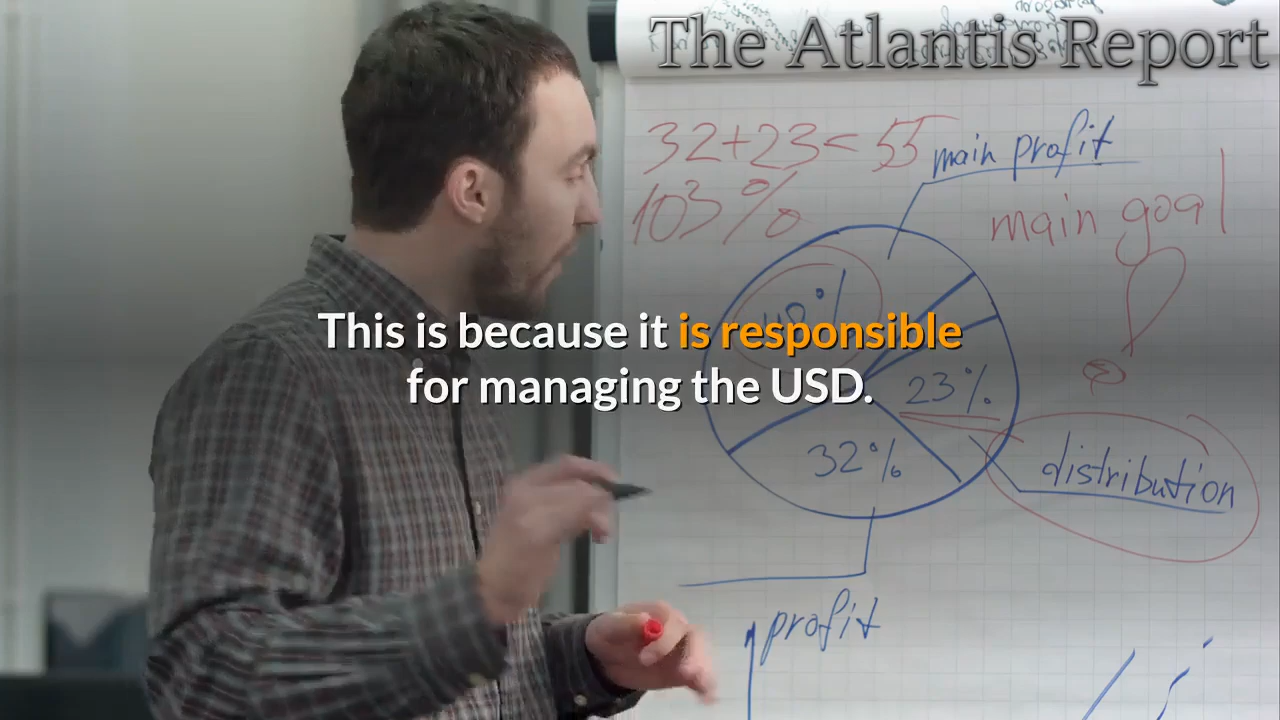 The Atlantis Report
32+23< 55
main profit
103%
main goal
40%
This is because it is responsible
for managing the USD.
23%
32%
distribution
profit